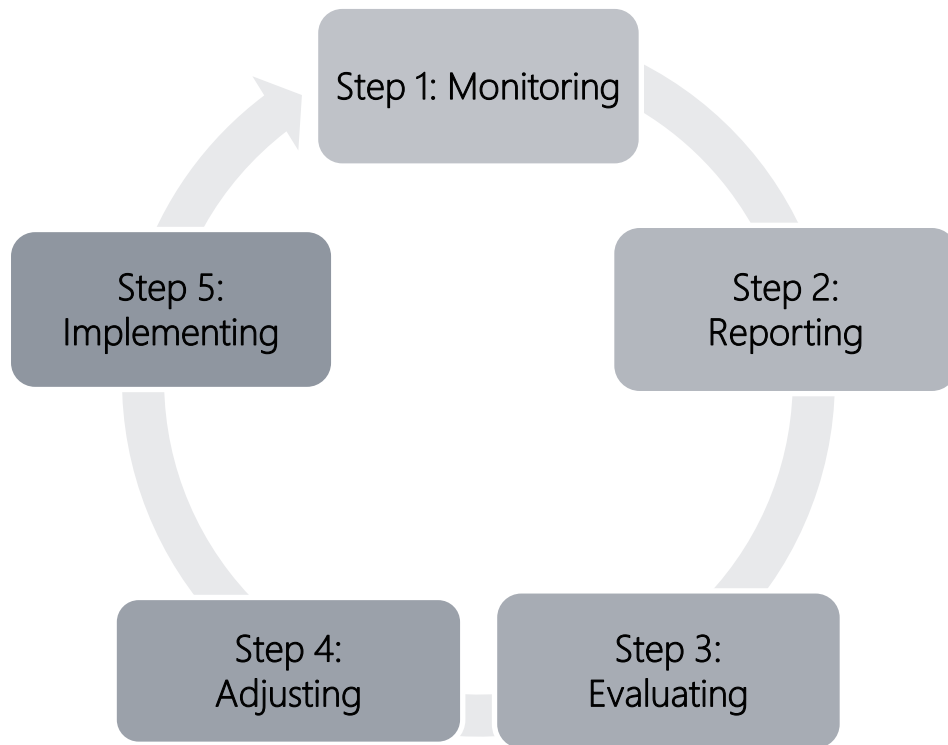 Step 1: Monitoring
Step 2:
Reporting
Step 3:
Evaluating
Step 4:
Adjusting
Step 5:
Implementing